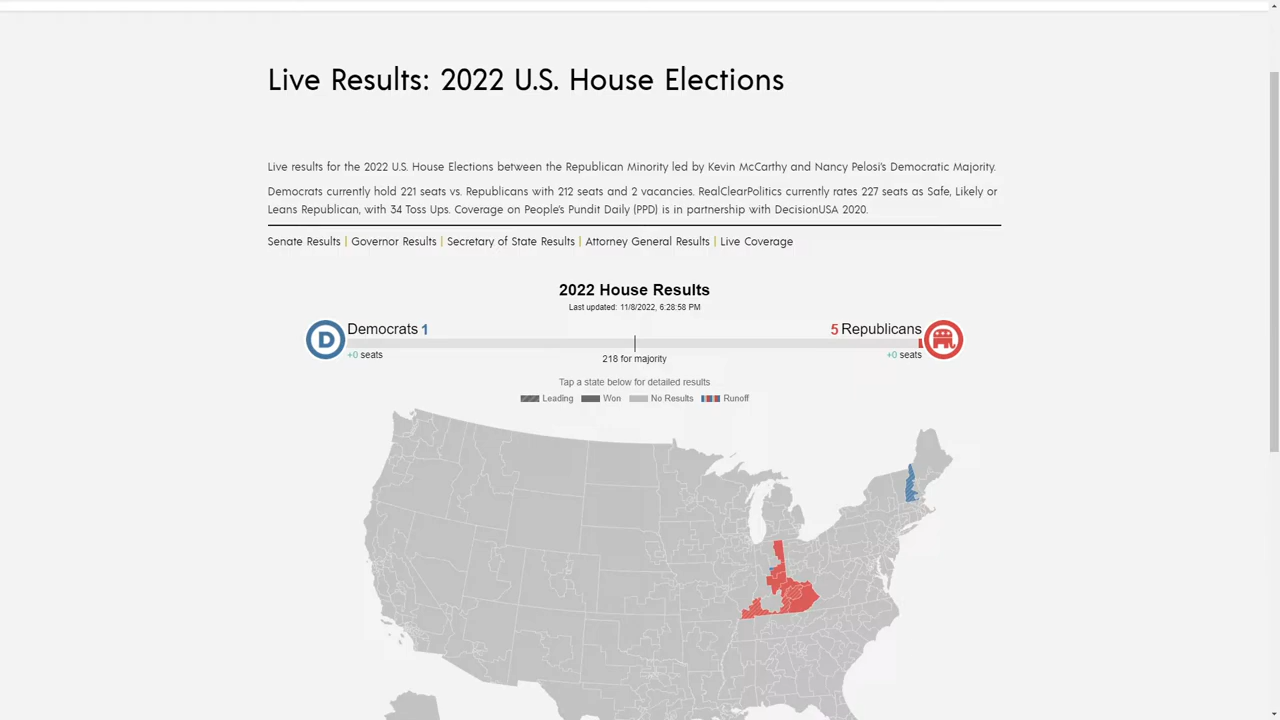 Live Results: 2022 U.S. House Elections
Live results for the 2022 U.S. House Elections between the Republican Minority led by Kevin McCarthy and Nancy Pelosi's Democratic Majority.
Democrats currently hold 221 seats vs. Republicans with 212 seats and 2 vacancies. RealClearPolitics currently rates 227 seats as Safe, Likely or
Leans Republican, with 34 Toss Ups. Coverage on People's Pundit Daily (PPD) is in partnership with DecisionUSA 2020.
Senate Results | Governor Results | Secretary of State Results | Attorney General Results | Live Coverage
2022 House Results
Last updated: 11/8/2022, 6:28:58 PM
D Democrats 1 5 Republicans
+0 seats 218 for majority +0 seats
Tap a state below for detailed results
Leading Won No Results Runoff